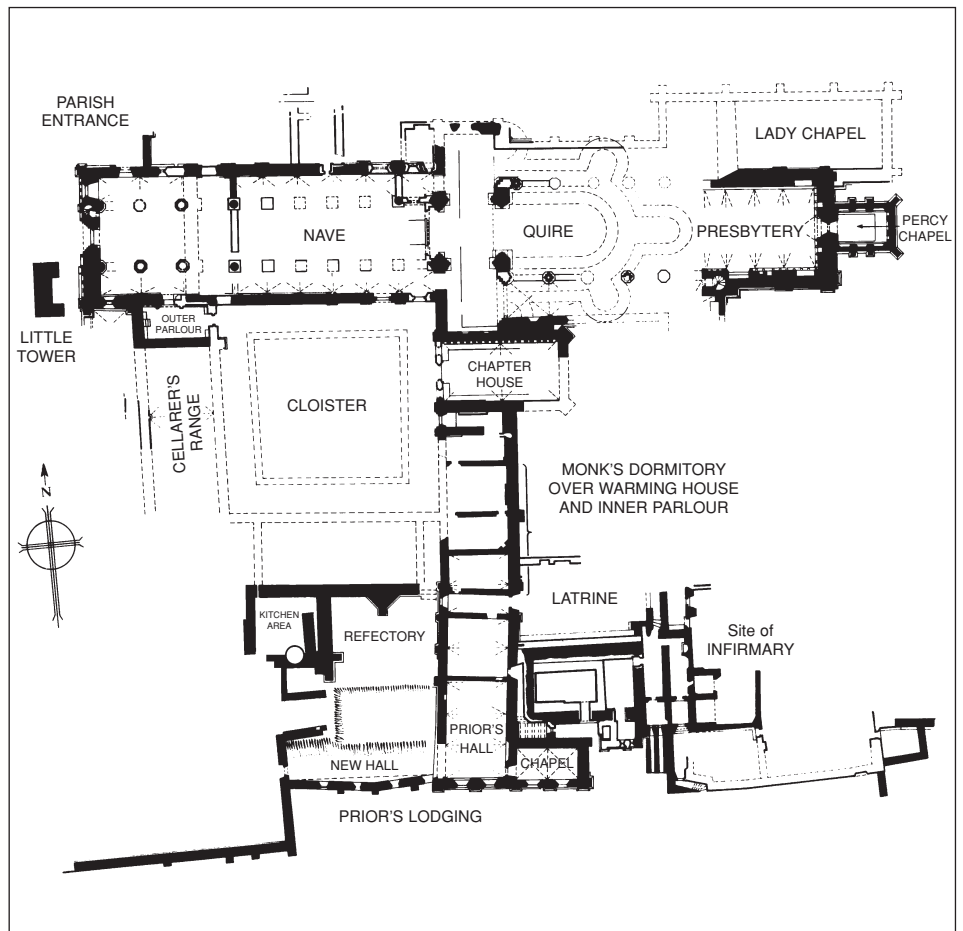 PARISH
ENTRANCE
LADY CHAPEL
NAVE
QUIRE
PRESBYTERY
PERCY
CHAPEL
LITTLE
TOWER
OUTER
PARLOUR
CHAPTER
HOUSE
CELLARER'S
RANGE
CLOISTER
MONK'S DORMITORY
OVER WARMING HOUSE
AND INNER PARLOUR
N
LATRINE
KITCHEN
AREA
REFECTORY
Site of
INFIRMARY
PRIOR'S
HALL
NEW HALL
CHAPEL
PRIOR'S LODGING